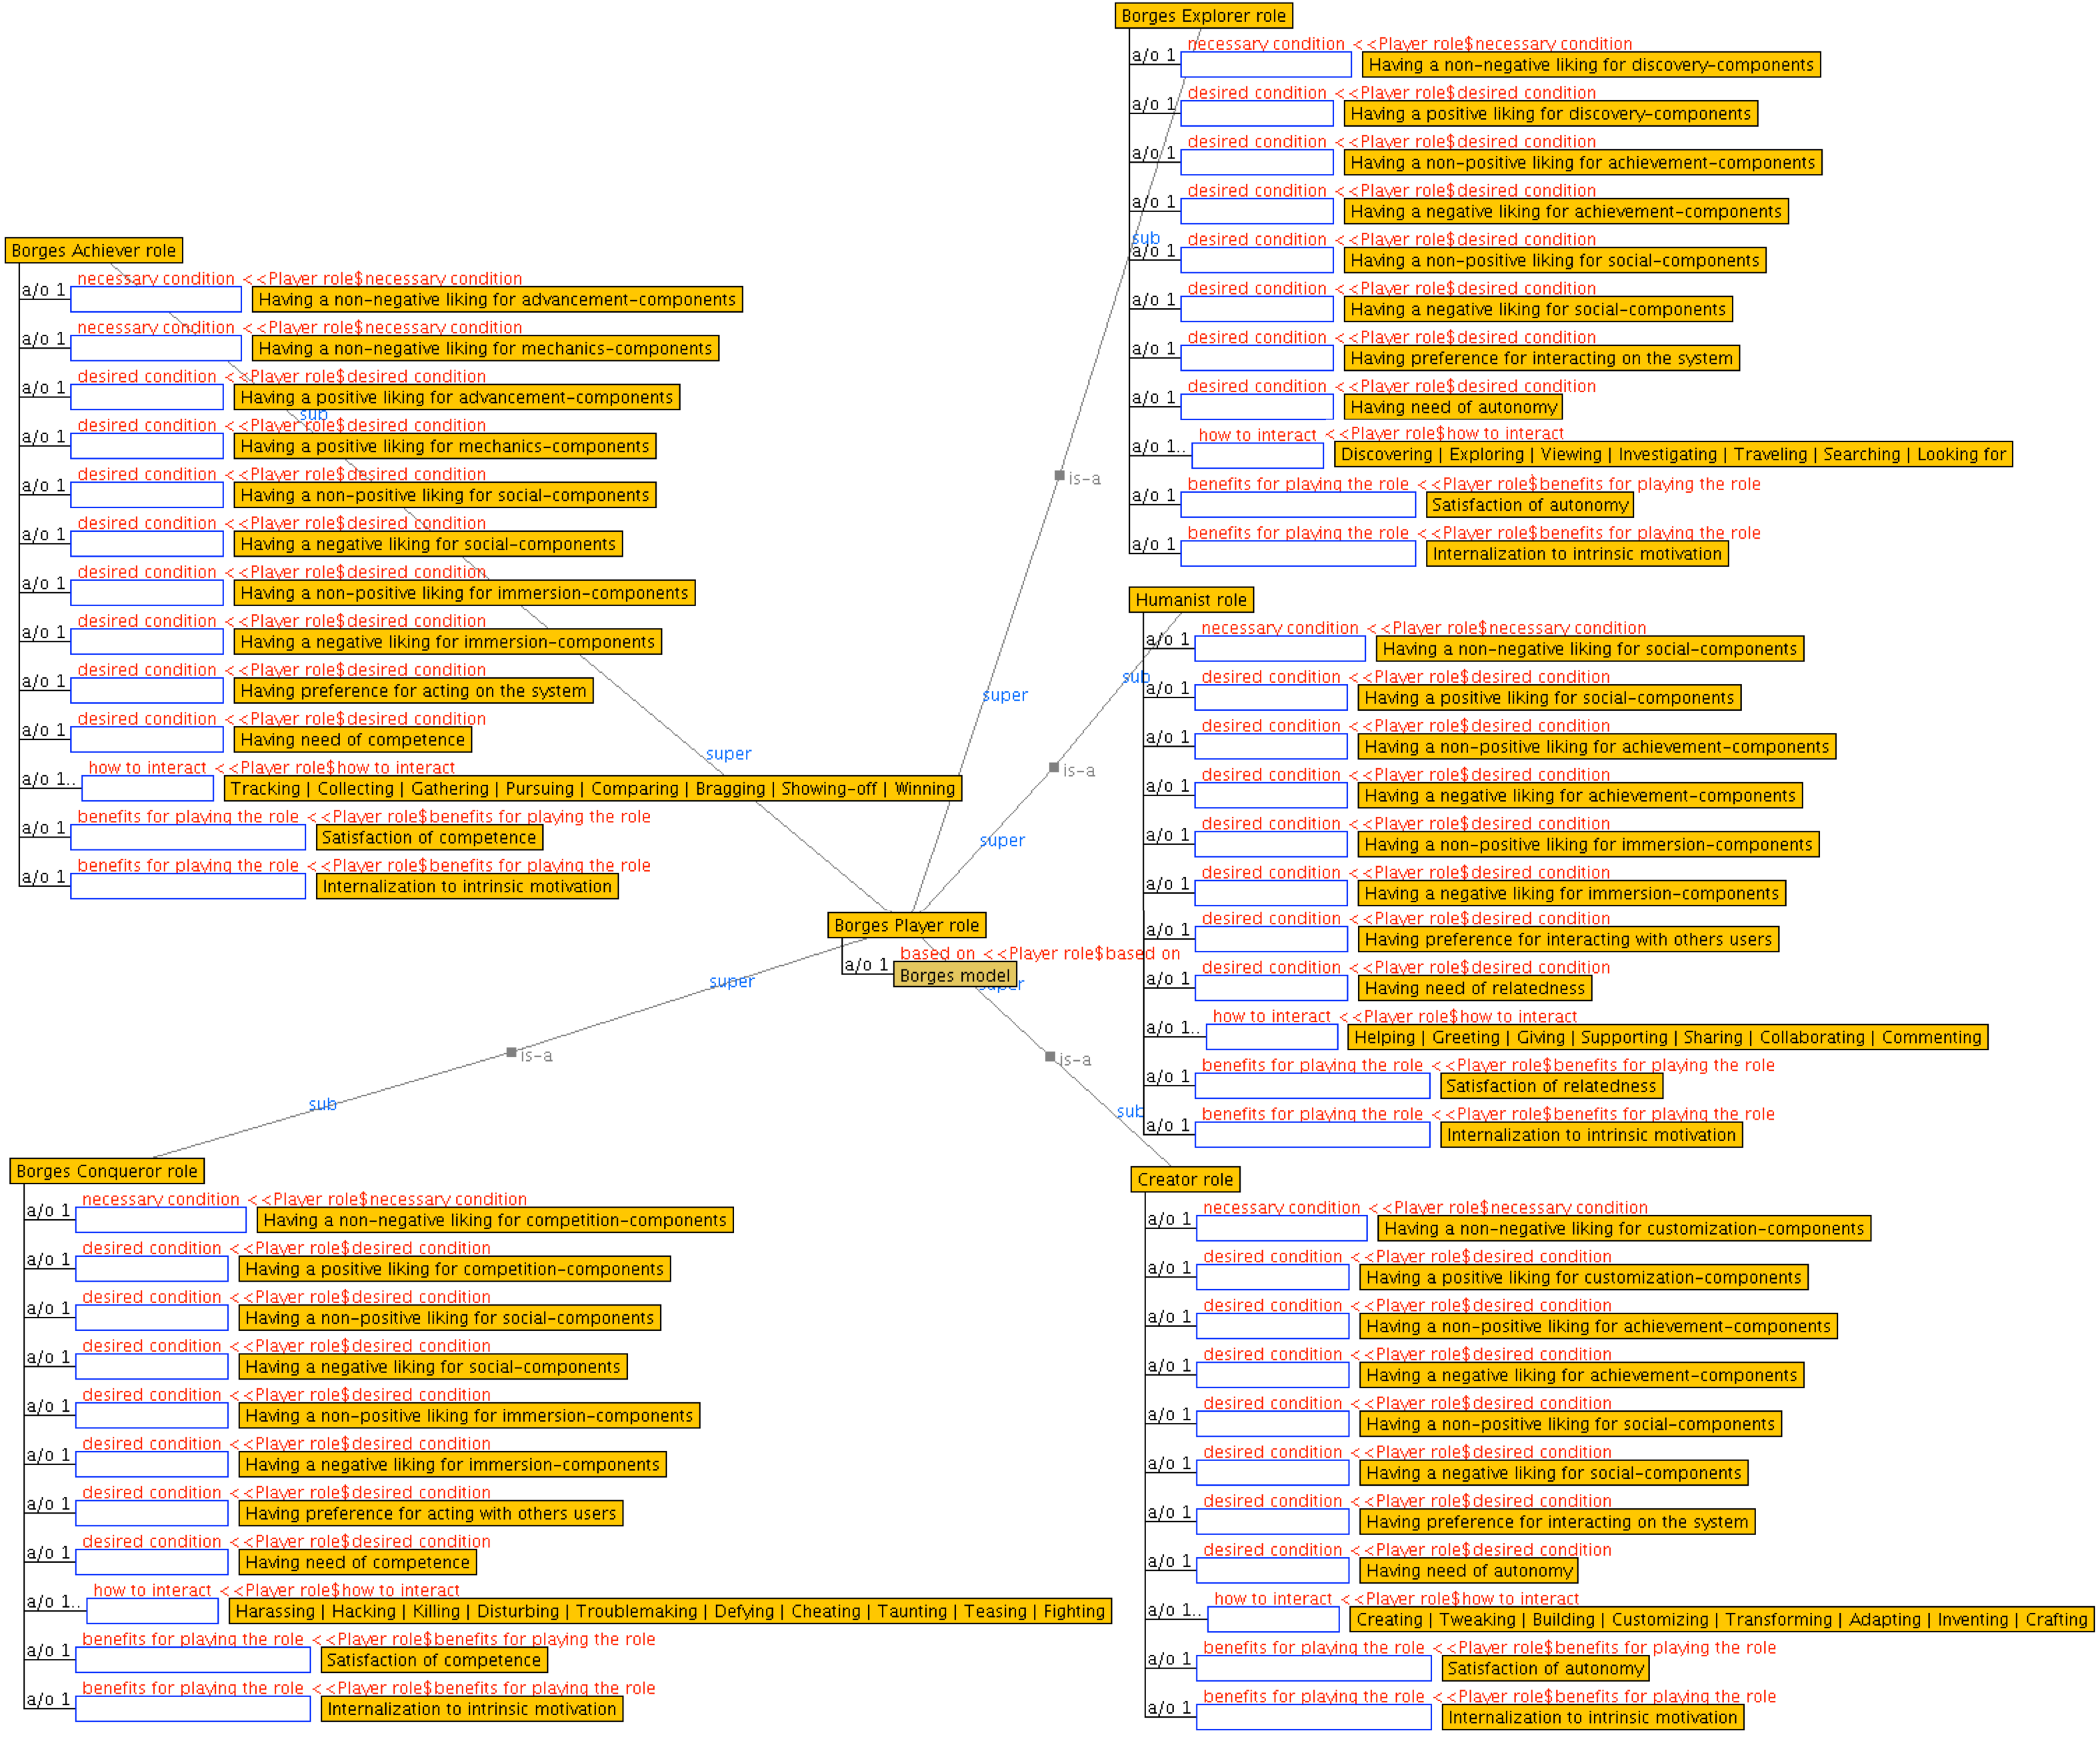 Borges Explorer role
necessary condition <<Player role$necessary condition
a/o 1 Having a non-negative liking for discovery-components
desired condition <<Player role$desired condition
a/o 1 Having a positive liking for discovery-components
desired condition <<Player role$desired condition
a/o 1 Having a non-positive liking for achievement-components
desired condition <<Player role$desired condition
a/o 1 Having a negative liking for achievement-components
sub
desired condition <<Player role$desired condition
a/o 1 Having a non-positive liking for social-components
desired condition <<Player role$desired condition
a/o 1 Having a negative liking for social-components
desired condition <<Player role$desired condition
a/o 1 Having preference for interacting on the system
desired condition <<Player role$desired condition
a/o 1 Having need of autonomy
how to interact <<Player role$how to interact
a/o 1.. Discovering | Exploring | Viewing | Investigating | Traveling | Searching | Looking for
is-a
benefits for playing the role <<Player role$benefits for playing the role
a/o 1 Satisfaction of autonomy
benefits for playing the role <<Player role$benefits for playing the role
a/o 1 Internalization to intrinsic motivation
super
Borges Achiever role
necessary condition <<Player role$necessary condition
a/o 1 Having a non-negative liking for advancement-components
necessary condition <<Player role$necessary condition
a/o 1 Having a non-negative liking for mechanics-components
desired condition <<Player role$desired condition
a/o 1 Having a positive liking for advancement-components
sub
desired condition <<Player role$desired condition
a/o 1 Having a positive liking for mechanics-components
desired condition <<Player role$desired condition
a/o 1 Having a non-positive liking for social-components
desired condition <<Player role$desired condition
a/o 1 Having a negative liking for social-components
desired condition <<Player role$desired condition
a/o 1 Having a non-positive liking for immersion-components
desired condition <<Player role$desired condition
a/o 1 Having a negative liking for immersion-components
desired condition <<Player role$desired condition
a/o 1 Having preference for acting on the system
desired condition <<Player role$desired condition
a/o 1 Having need of competence
super
how to interact <<Player role$how to interact
a/o 1.. Tracking | Collecting | Gathering | Pursuing | Comparing | Bragging | Showing-off | Winning
benefits for playing the role <<Player role$benefits for playing the role
a/o 1 Satisfaction of competence
benefits for playing the role <<Player role$benefits for playing the role
a/o 1 Internalization to intrinsic motivation
Humanist role
necessary condition <<Player role$necessary condition
a/o 1 Having a non-negative liking for social-components
sub
desired condition <<Player role$desired condition
a/o 1 Having a positive liking for social-components
desired condition <<Player role$desired condition
a/o 1 Having a non-positive liking for achievement-components
is-a
desired condition <<Player role$desired condition
a/o 1 Having a negative liking for achievement-components
super
desired condition <<Player role$desired condition
a/o 1 Having a non-positive liking for immersion-components
desired condition <<Player role$desired condition
a/o 1 Having a negative liking for immersion-components
desired condition <<Player role$desired condition
a/o 1 Having preference for interacting with others users
desired condition <<Player role$desired condition
a/o 1 Having need of relatedness
how to interact <<Player role$how to interact
a/o 1.. Helping | Greeting | Giving | Supporting | Sharing | Collaborating | Commenting
benefits for playing the role <<Player role$benefits for playing the role
a/o 1 Satisfaction of relatedness
benefits for playing the role <<Player role$benefits for playing the role
a/o 1 Internalization to intrinsic motivation
Borges Player role
based on <<Player role$based on
a/o 1 Borges model
super
super
is-a
is-a
sub
sub
Borges Conqueror role
necessary condition <<Player role$necessary condition
a/o 1 Having a non-negative liking for competition-components
desired condition <<Player role$desired condition
a/o 1 Having a positive liking for competition-components
desired condition <<Player role$desired condition
a/o 1 Having a non-positive liking for social-components
desired condition <<Player role$desired condition
a/o 1 Having a negative liking for social-components
desired condition <<Player role$desired condition
a/o 1 Having a non-positive liking for immersion-components
desired condition <<Player role$desired condition
a/o 1 Having a negative liking for immersion-components
desired condition <<Player role$desired condition
a/o 1 Having preference for acting with others users
desired condition <<Player role$desired condition
a/o 1 Having need of competence
how to interact <<Player role$how to interact
a/o 1.. Harassing | Hacking | Killing | Disturbing | Troublemaking | Defying | Cheating | Taunting | Teasing | Fighting
benefits for playing the role <<Player role$benefits for playing the role
a/o 1 Satisfaction of competence
benefits for playing the role <<Player role$benefits for playing the role
a/o 1 Internalization to intrinsic motivation
Creator role
necessary condition <<Player role$necessary condition
a/o 1 Having a non-negative liking for customization-components
desired condition <<Player role$desired condition
a/o 1 Having a positive liking for customization-components
desired condition <<Player role$desired condition
a/o 1 Having a non-positive liking for achievement-components
desired condition <<Player role$desired condition
a/o 1 Having a negative liking for achievement-components
desired condition <<Player role$desired condition
a/o 1 Having a non-positive liking for social-components
desired condition <<Player role$desired condition
a/o 1 Having a negative liking for social-components
desired condition <<Player role$desired condition
a/o 1 Having preference for interacting on the system
desired condition <<Player role$desired condition
a/o 1 Having need of autonomy
how to interact <<Player role$how to interact
a/o 1.. Creating | Tweaking | Building | Customizing | Transforming | Adapting | Inventing | Crafting
benefits for playing the role <<Player role$benefits for playing the role
a/o 1 Satisfaction of autonomy
benefits for playing the role <<Player role$benefits for playing the role
a/o 1 Internalization to intrinsic motivation